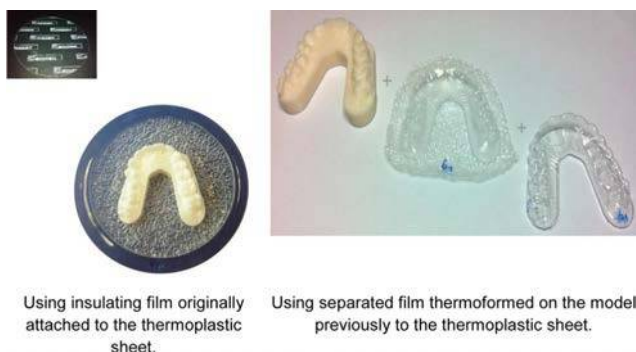 Using insulating film originally
attached to the thermoplastic
sheet.
Using separated film thermoformed on the model
previously to the thermoplastic sheet.